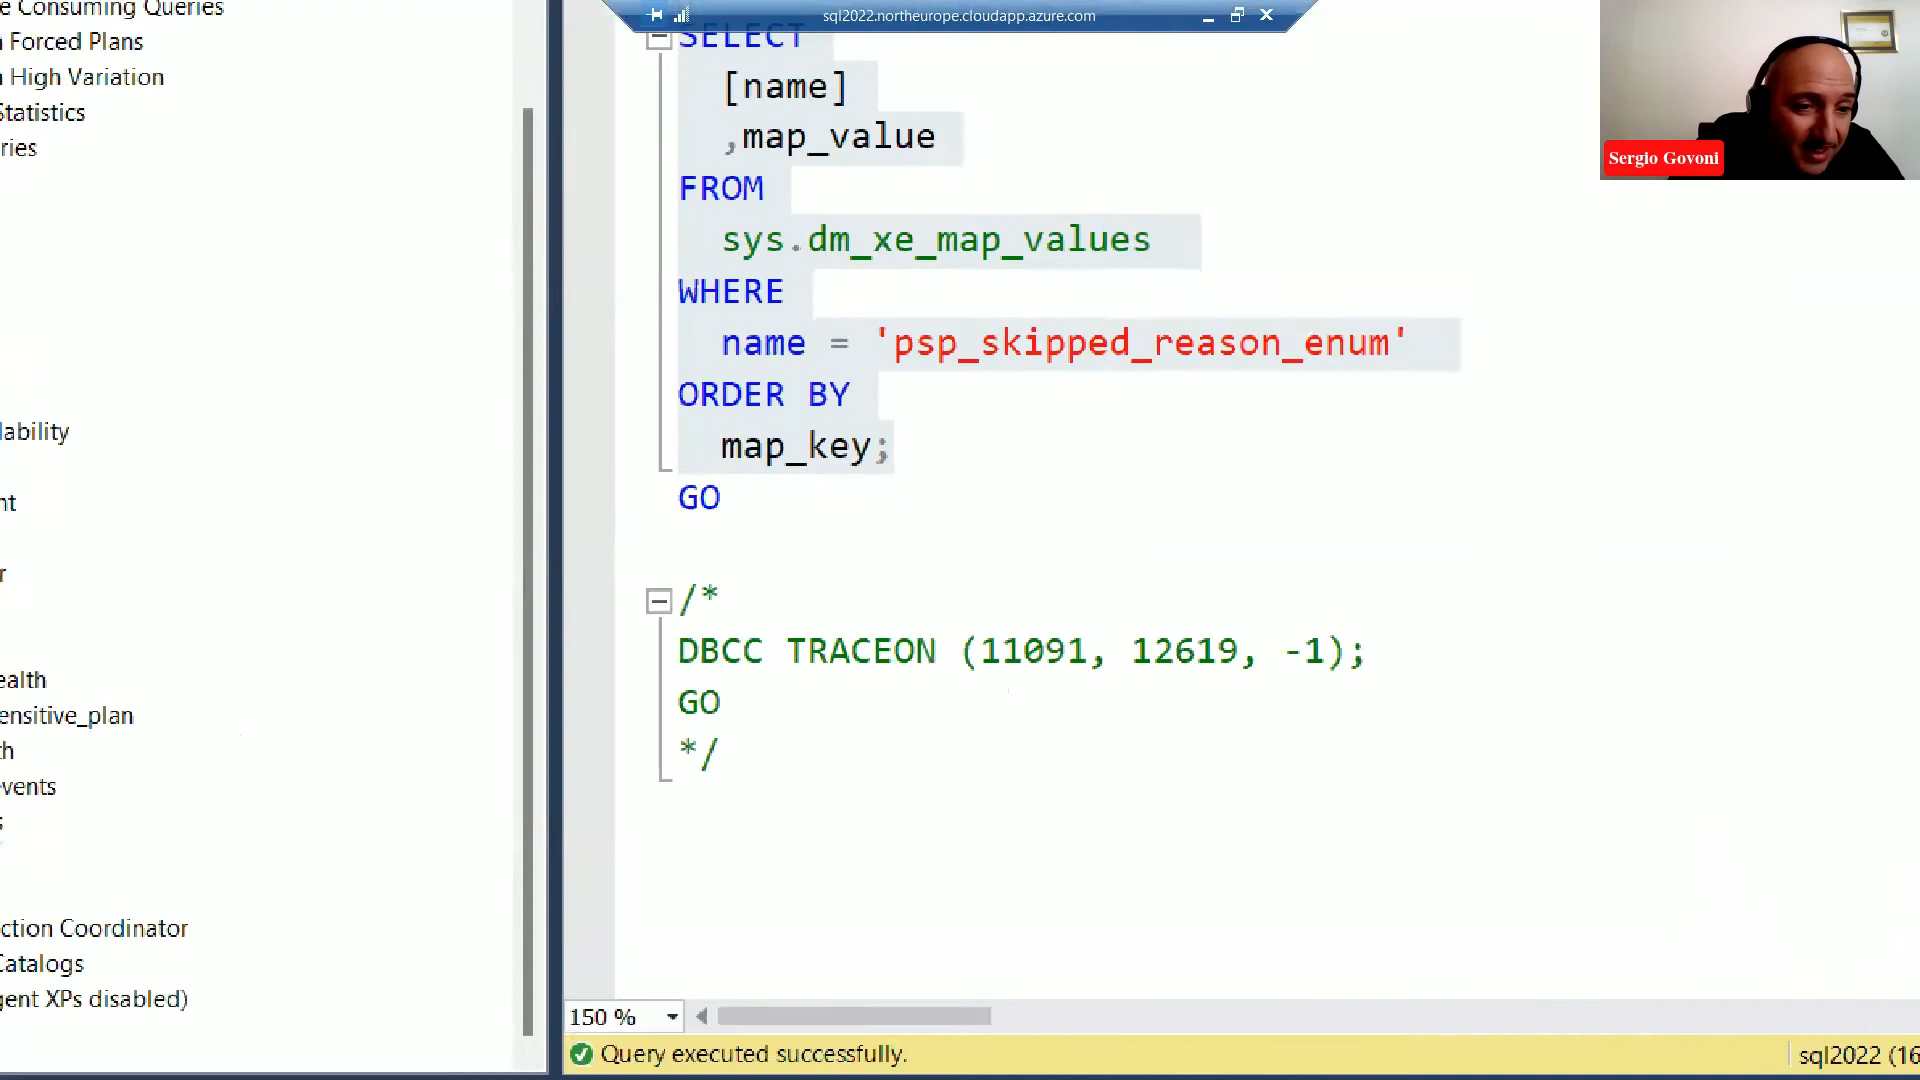 e Consuming Queries
Forced Plans
High Variation
Statistics
ries
lability
nt
r
ealth
ensitive_plan
th
events
s
ction Coordinator
Catalogs
gent XPs disabled)
sql2022.northeurope.cloudapp.azure.com
SELECT
[name]
,map_value
FROM
sys.dm_xe_map_values
WHERE
name = 'psp_skipped_reason_enum'
ORDER BY
map_key;
GO
/*
DBCC TRACEON (11091, 12619, -1);
GO
*/
150 %
Query executed successfully.
sql2022 (16
Sergio Govoni